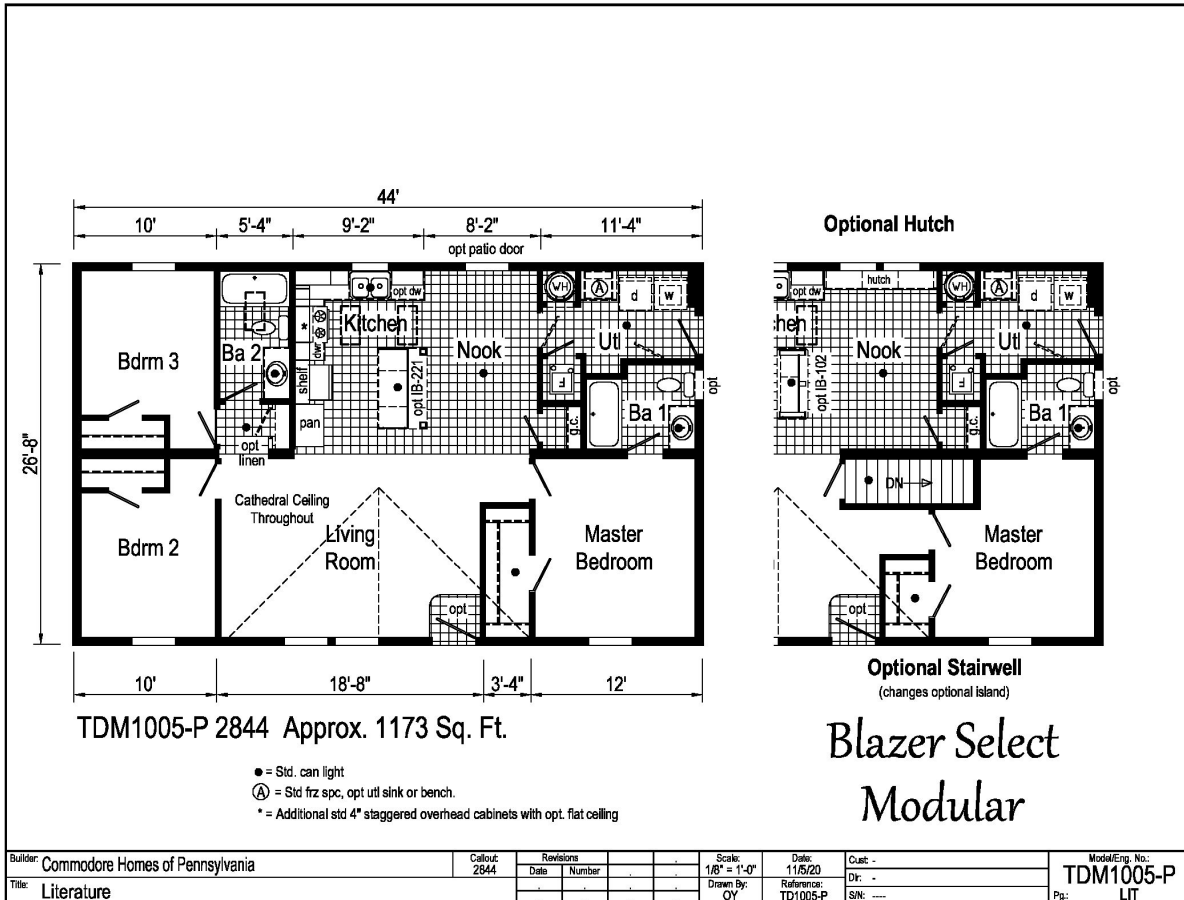 44'
10' 5'-4" 9'-2" 8'-2" 11'-4"
opt patio door
26'-8"
Bdrm 3
Ba 2
opt dw
Kitchen
*
dwr
shelf
pan
opt IB-221
Nook
WH
A
d
w
Utl
F
g.c.
Ba 1
opt
opt
linen
Bdrm 2
Cathedral Ceiling
Throughout
Living
Room
opt
Master
Bedroom
10' 18'-8" 3'-4" 12'
Optional Hutch
opt dw
hutch
WH
A
d
w
hen
Nook
Utl
opt IB-102
F
g.c.
Ba 1
opt
DN
Master
Bedroom
opt
Optional Stairwell
(changes optional island)
TDM1005-P 2844 Approx. 1173 Sq. Ft.
● = Std. can light
Ⓐ = Std frz spc, opt utl sink or bench.
* = Additional std 4" staggered overhead cabinets with opt. flat ceiling
Blazer Select
Modular
Builder: Commodore Homes of Pennsylvania
Title: Literature
Callout:
2844
Revisions
Date Number
Scale:
1/8" = 1'-0"
Drawn By:
OY
Date:
11/5/20
Reference:
TD1005-P
Cust: -
Dlr: -
S/N: ----
Model/Eng. No.:
TDM1005-P
Pg.: LIT